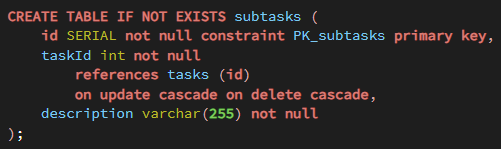 CREATE TABLE IF NOT EXISTS subtasks (
    id SERIAL not null constraint PK_subtasks primary key,
    taskId int not null
        references tasks (id)
        on update cascade on delete cascade,
    description varchar(255) not null
);